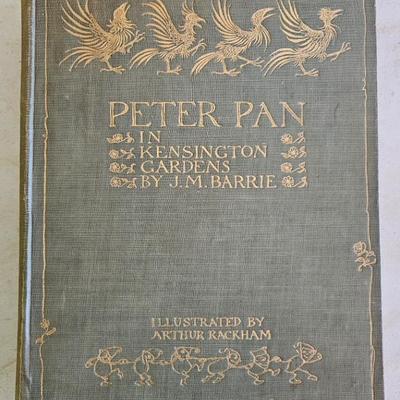 PETER PAN
IN
KENSINGTON
GARDENS
BY J.M. BARRIE
ILLUSTRATED BY
ARTHUR RACKHAM